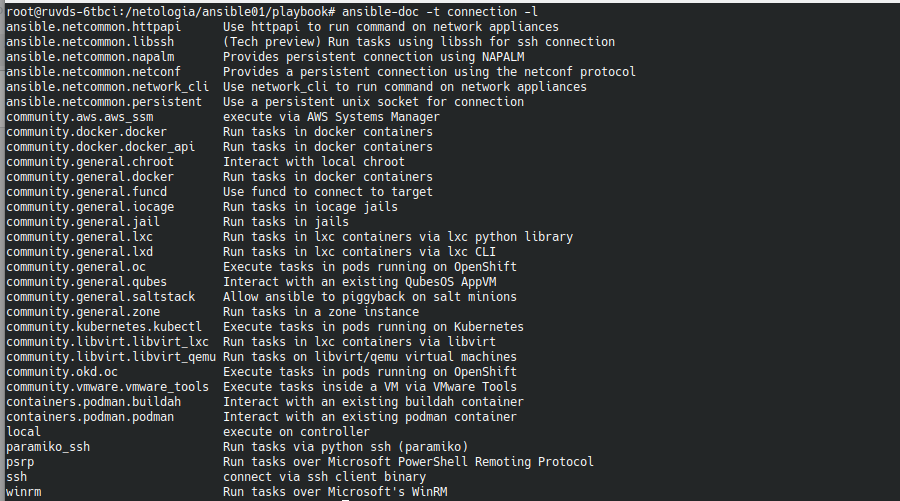 root@ruvds-6tbci:/netologia/ansible01/playbook# ansible-doc -t connection -l
ansible.netcommon.httpapi      Use httpapi to run command on network appliances
ansible.netcommon.libssh       (Tech preview) Run tasks using libssh for ssh connection
ansible.netcommon.napalm       Provides persistent connection using NAPALM
ansible.netcommon.netconf      Provides a persistent connection using the netconf protocol
ansible.netcommon.network_cli  Use network_cli to run command on network appliances
ansible.netcommon.persistent   Use a persistent unix socket for connection
community.aws.aws_ssm          execute via AWS Systems Manager
community.docker.docker        Run tasks in docker containers
community.docker.docker_api    Run tasks in docker containers
community.general.chroot       Interact with local chroot
community.general.docker       Run tasks in docker containers
community.general.funcd        Use funcd to connect to target
community.general.iocage       Run tasks in iocage jails
community.general.jail         Run tasks in jails
community.general.lxc          Run tasks in lxc containers via lxc python library
community.general.lxd          Run tasks in lxc containers via lxc CLI
community.general.oc           Execute tasks in pods running on OpenShift
community.general.qubes        Interact with an existing QubesOS AppVM
community.general.saltstack    Allow ansible to piggyback on salt minions
community.general.zone         Run tasks in a zone instance
community.kubernetes.kubectl   Execute tasks in pods running on Kubernetes
community.libvirt.libvirt_lxc  Run tasks in lxc containers via libvirt
community.libvirt.libvirt_qemu Run tasks on libvirt/qemu virtual machines
community.okd.oc               Execute tasks in pods running on OpenShift
community.vmware.vmware_tools  Execute tasks inside a VM via VMware Tools
containers.podman.buildah      Interact with an existing buildah container
containers.podman.podman       Interact with an existing podman container
local                          execute on controller
paramiko_ssh                   Run tasks via python ssh (paramiko)
psrp                           Run tasks over Microsoft PowerShell Remoting Protocol
ssh                            connect via ssh client binary
winrm                          Run tasks over Microsoft's WinRM